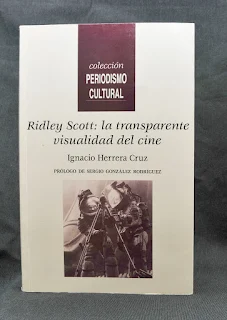 colección
PERIODISMO
CULTURAL
Ridley Scott: la transparente
visualidad del cine
Ignacio Herrera Cruz
PRÓLOGO DE SERGIO GONZÁLEZ RODRÍGUEZ